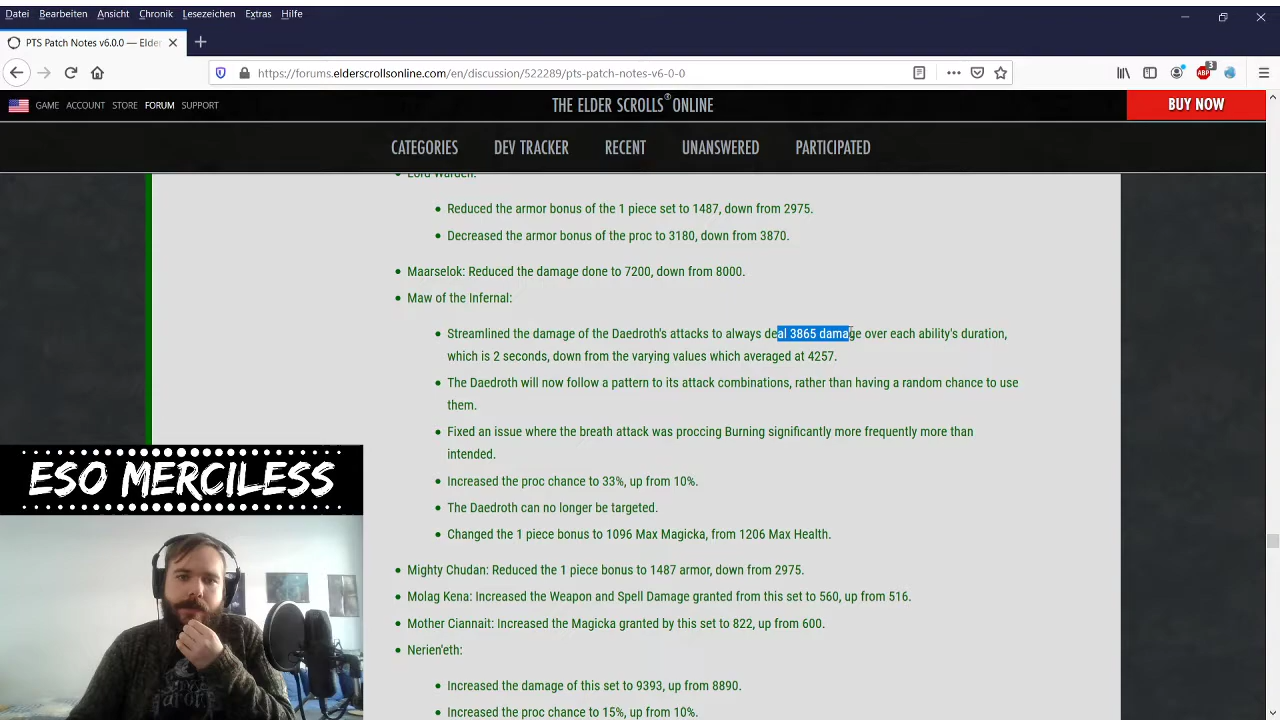 Datei Bearbeiten Ansicht Chronik Lesezeichen Extras Hilfe
PTS Patch Notes v6.0.0 — Elder
https://forums.elderscrollsonline.com/en/discussion/522289/pts-patch-notes-v6-0-0
ABP 3
GAME ACCOUNT STORE FORUM SUPPORT
THE ELDER SCROLLS® ONLINE
BUY NOW
CATEGORIES DEV TRACKER RECENT UNANSWERED PARTICIPATED
Lord Warden:
Reduced the armor bonus of the 1 piece set to 1487, down from 2975.
Decreased the armor bonus of the proc to 3180, down from 3870.
Maarselok: Reduced the damage done to 7200, down from 8000.
Maw of the Infernal:
Streamlined the damage of the Daedroth's attacks to always deal 3865 damage over each ability's duration,
which is 2 seconds, down from the varying values which averaged at 4257.
The Daedroth will now follow a pattern to its attack combinations, rather than having a random chance to use
them.
Fixed an issue where the breath attack was proccing Burning significantly more frequently more than
intended.
Increased the proc chance to 33%, up from 10%.
The Daedroth can no longer be targeted.
Changed the 1 piece bonus to 1096 Max Magicka, from 1206 Max Health.
Mighty Chudan: Reduced the 1 piece bonus to 1487 armor, down from 2975.
Molag Kena: Increased the Weapon and Spell Damage granted from this set to 560, up from 516.
Mother Ciannait: Increased the Magicka granted by this set to 822, up from 600.
Nerien'eth:
Increased the damage of this set to 9393, up from 8890.
Increased the proc chance to 15%, up from 10%.
ESO MERCILESS